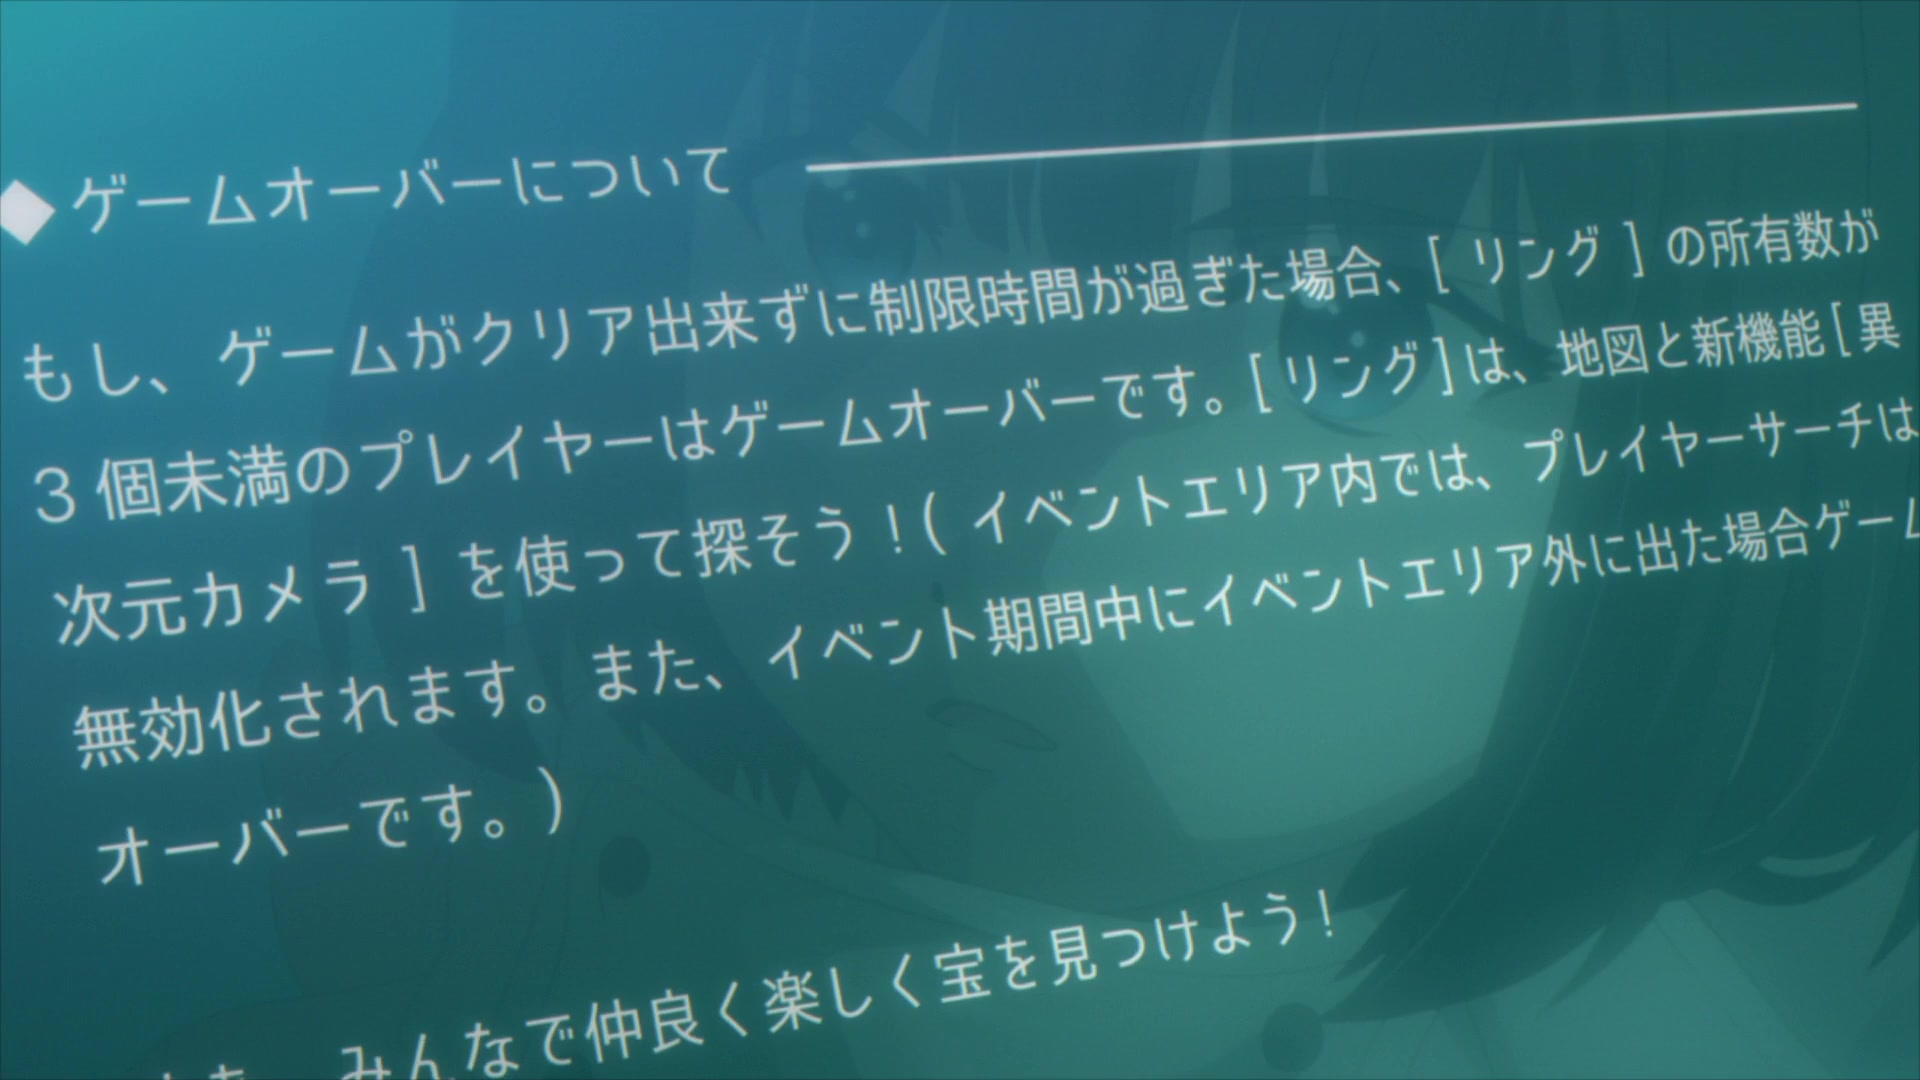 ◆ゲームオーバーについて
もし、ゲームがクリア出来ずに制限時間が過ぎた場合、[リング]の所有数が
3個未満のプレイヤーはゲームオーバーです。[リング]は、地図と新機能[異
次元カメラ]を使って探そう！(イベントエリア内では、プレイヤーサーチは
無効化されます。また、イベント期間中にイベントエリア外に出た場合ゲーム
オーバーです。)
みんなで仲良く楽しく宝を見つけよう！